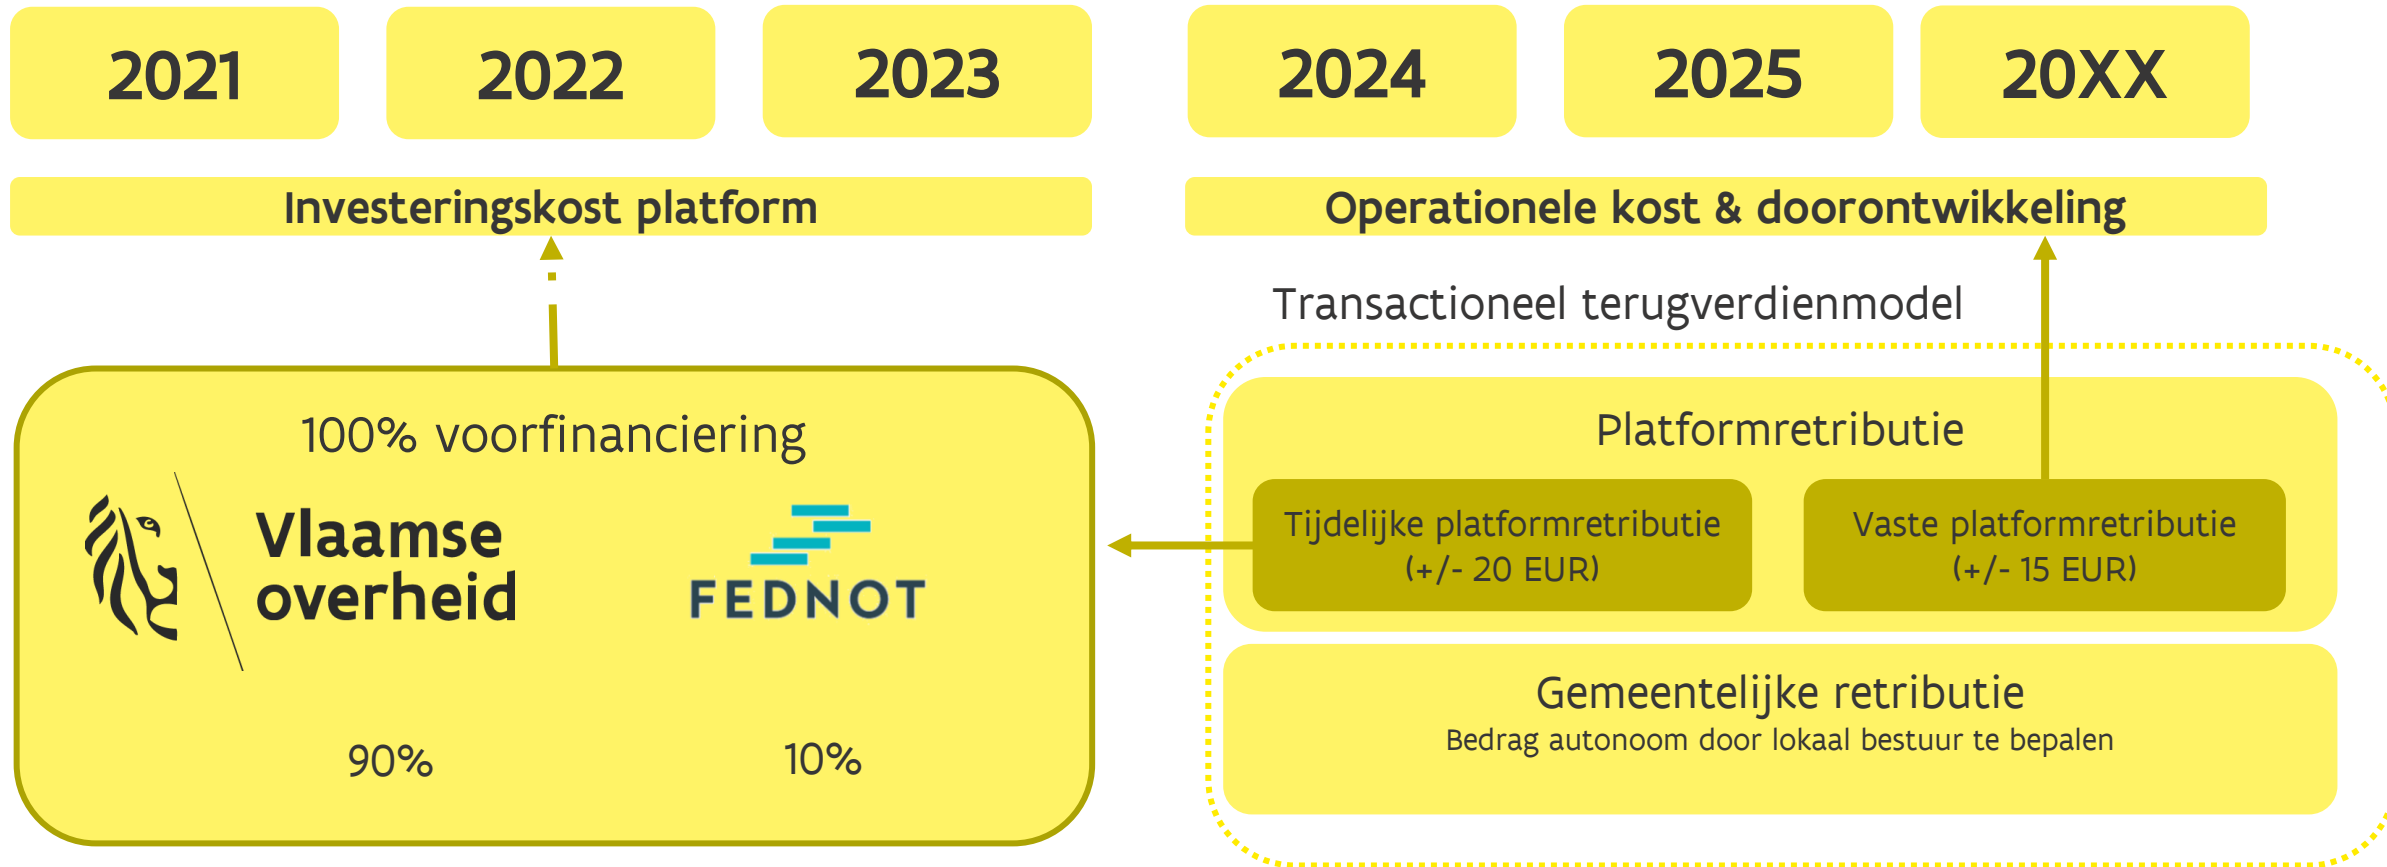 2021
2022
2023
2024
2025
20XX
Investeringskost platform
Operationele kost & doorontwikkeling
Transactioneel terugverdienmodel
100% voorfinanciering
Vlaamse
overheid
FEDNOT
90%
10%
Platformretributie
Tijdelijke platformretributie
(+/- 20 EUR)
Vaste platformretributie
(+/- 15 EUR)
Gemeentelijke retributie
Bedrag autonoom door lokaal bestuur te bepalen